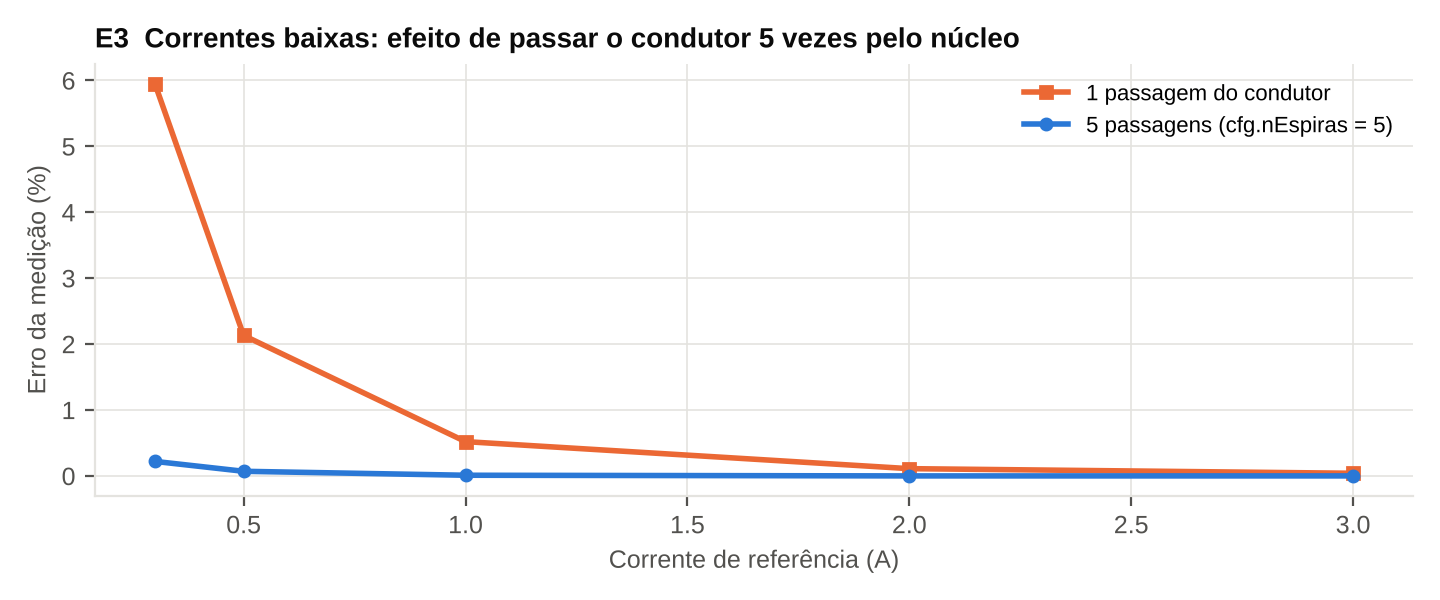 E3  Correntes baixas: efeito de passar o condutor 5 vezes pelo núcleo
1 passagem do condutor
5 passagens (cfg.nEspiras = 5)
Erro da medição (%)
6
5
4
3
2
1
0
0.5
1.0
1.5
2.0
2.5
3.0
Corrente de referência (A)